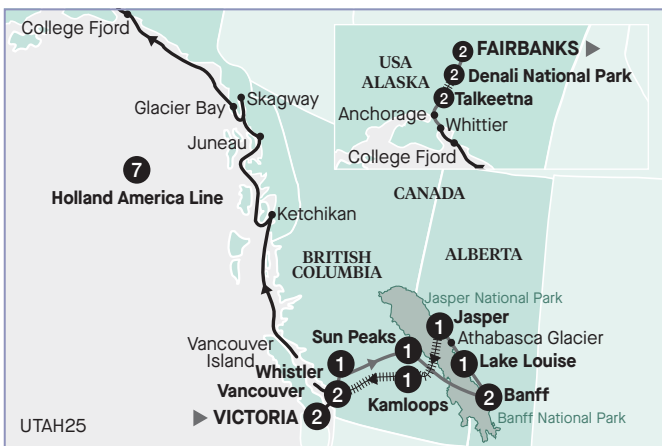 College Fjord
Glacier Bay
Skagway
Juneau
7
Holland America Line
Ketchikan
USA
ALASKA
2
FAIRBANKS
2
Denali National Park
2
Talkeetna
Anchorage
Whittier
College Fjord
CANADA
BRITISH
COLUMBIA
ALBERTA
Jasper National Park
1
Jasper
Athabasca Glacier
Sun Peaks
1
1
Lake Louise
Vancouver
Island
Whistler
1
Vancouver
2
1
Kamloops
2
Banff
VICTORIA
2
Banff National Park
UTAH25